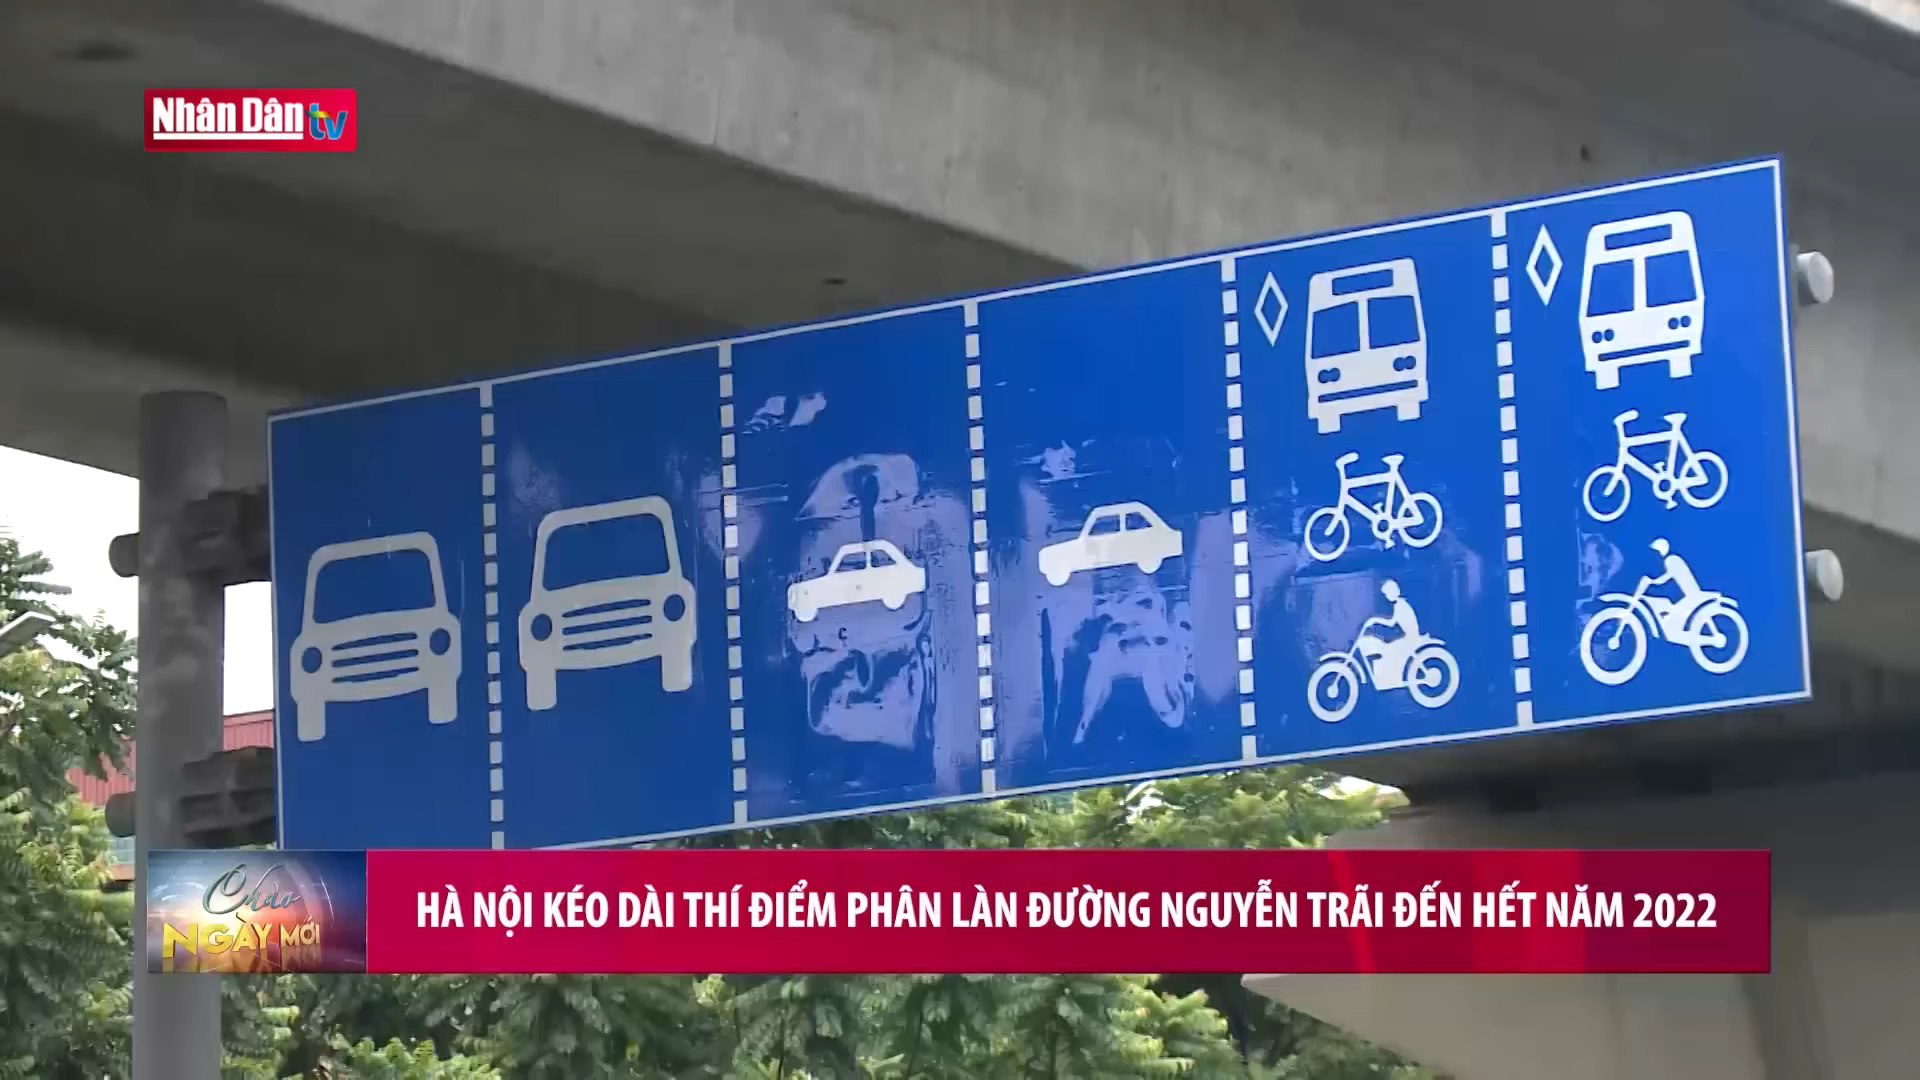 Nhân Dân tv
Chào
NGÀY MỚI
HÀ NỘI KÉO DÀI THÍ ĐIỂM PHÂN LÀN ĐƯỜNG NGUYỄN TRÃI ĐẾN HẾT NĂM 2022